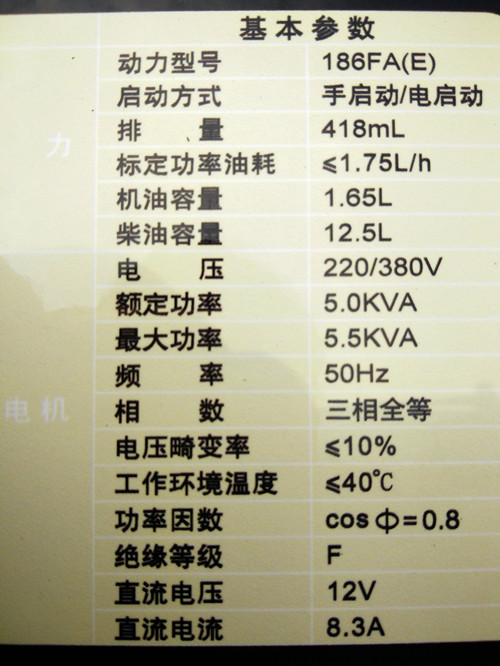 基本参数
动力型号 186FA(E)
启动方式 手启动/电启动
排 量 418mL
力
标定功率油耗 ≤1.75L/h
机油容量 1.65L
柴油容量 12.5L
电 压 220/380V
额定功率 5.0KVA
最大功率 5.5KVA
频 率 50Hz
电机
相 数 三相全等
电压畸变率 ≤10%
工作环境温度 ≤40℃
功率因数 cosΦ=0.8
绝缘等级 F
直流电压 12V
直流电流 8.3A